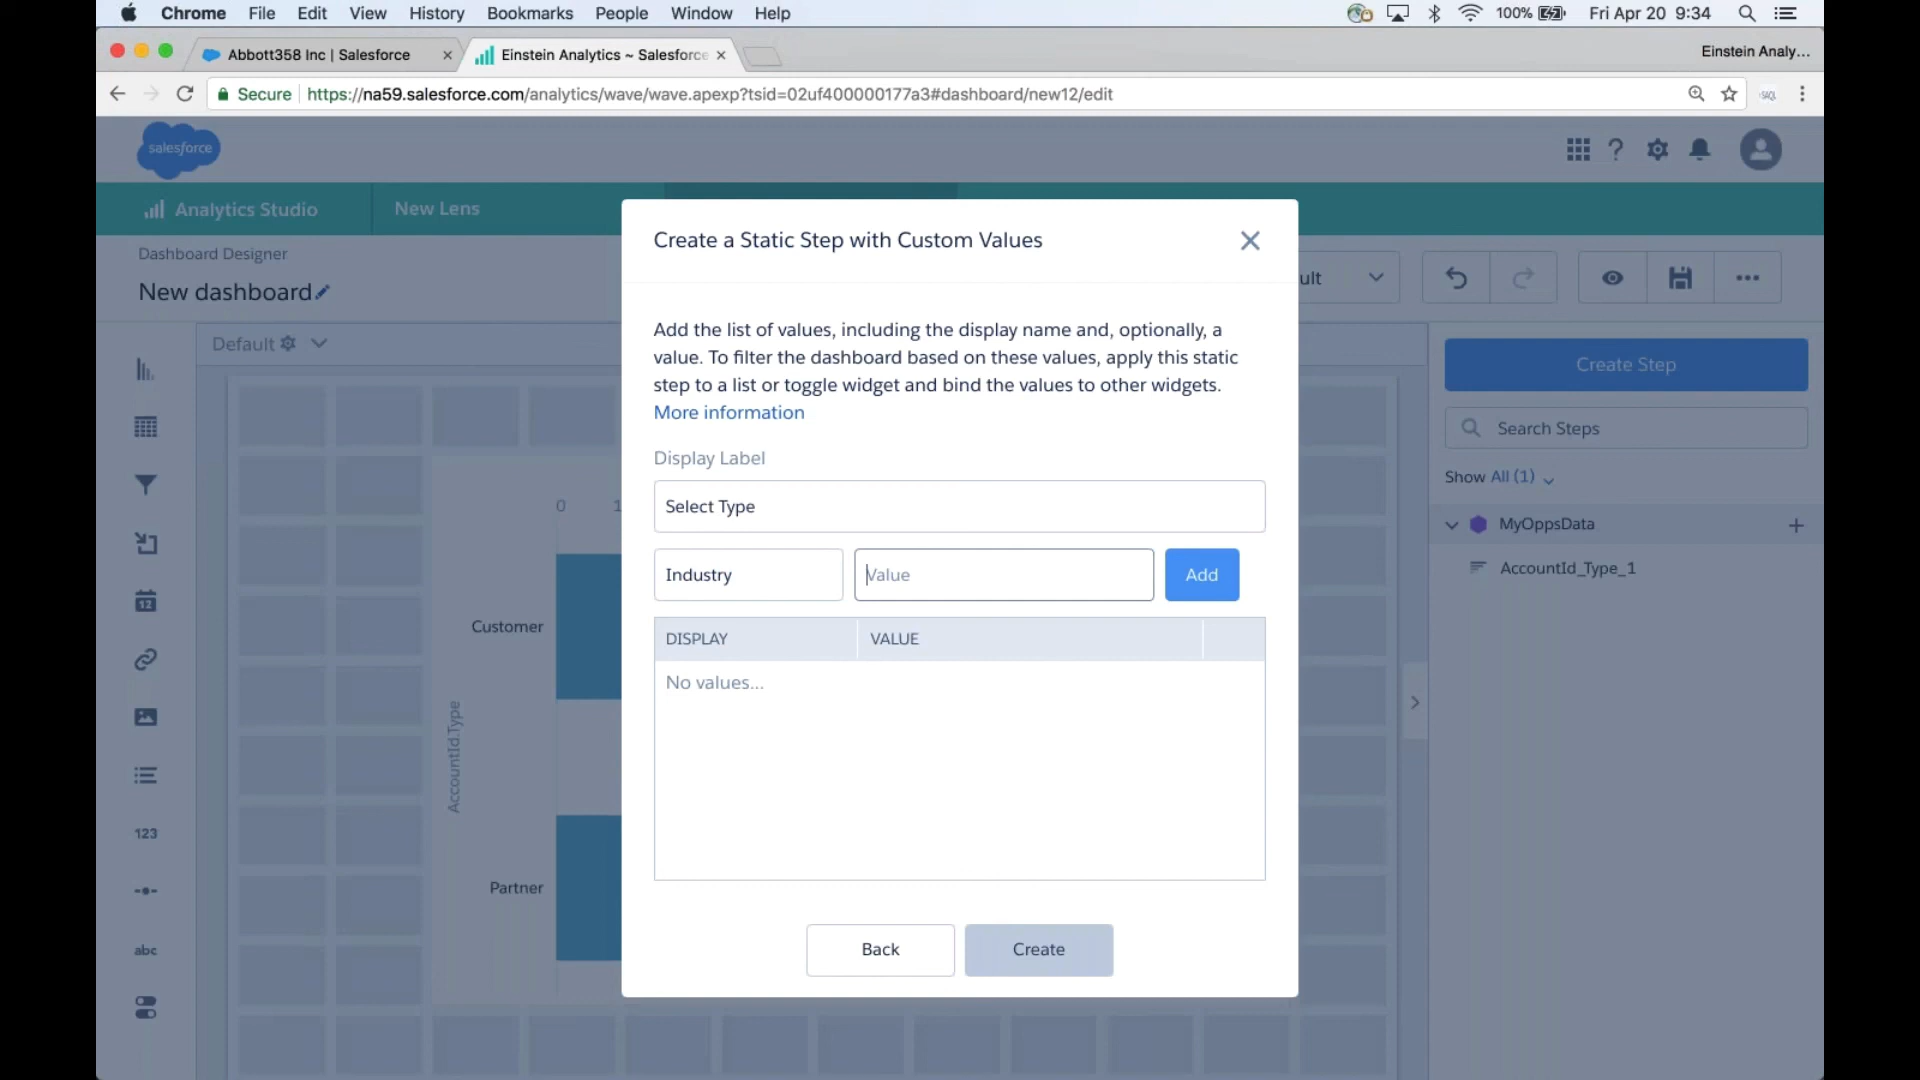 Chrome File Edit View History Bookmarks People Window Help 100% Fri Apr 20 9:34
Abbott358 Inc | Salesforce
Einstein Analytics ~ Salesforce
Einstein Analy...
Secure https://na59.salesforce.com/analytics/wave/wave.apexp?tsid=02uf400000177a3#dashboard/new12/edit
SAQL
salesforce
Analytics Studio
New Lens
Dashboard Designer
New dashboard
ult
Default
Create a Static Step with Custom Values
Add the list of values, including the display name and, optionally, a
value. To filter the dashboard based on these values, apply this static
step to a list or toggle widget and bind the values to other widgets.
More information
Display Label
Select Type
Industry
Value
Add
DISPLAY VALUE
No values...
Back
Create
Create Step
Search Steps
Show All (1)
MyOppsData
AccountId_Type_1
12
123
abc
0 1
Customer
AccountId.Type
Partner